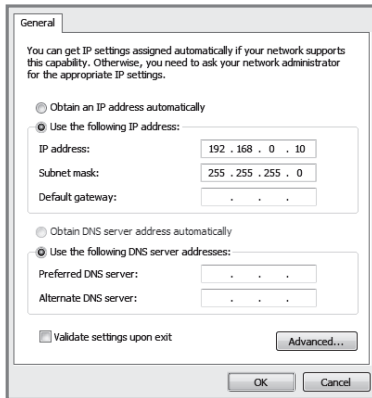 General
You can get IP settings assigned automatically if your network supports
this capability. Otherwise, you need to ask your network administrator
for the appropriate IP settings.
Obtain an IP address automatically
Use the following IP address:
IP address: 192 . 168 . 0 . 10
Subnet mask: 255 . 255 . 255 . 0
Default gateway: . . .
Obtain DNS server address automatically
Use the following DNS server addresses:
Preferred DNS server: . . .
Alternate DNS server: . . .
Validate settings upon exit
Advanced...
OK Cancel